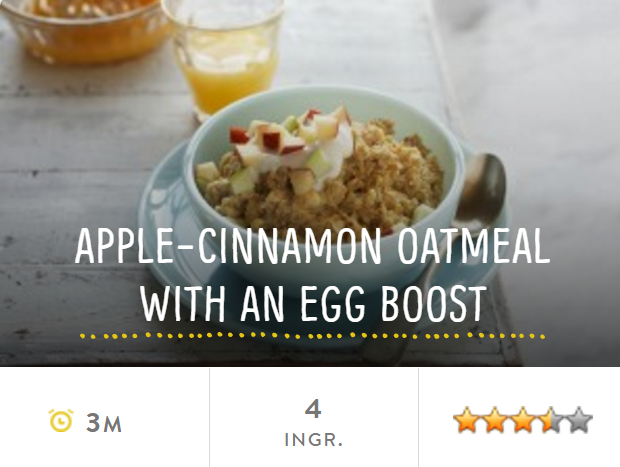 APPLE-CINNAMON OATMEAL
WITH AN EGG BOOST
3M
4
INGR.